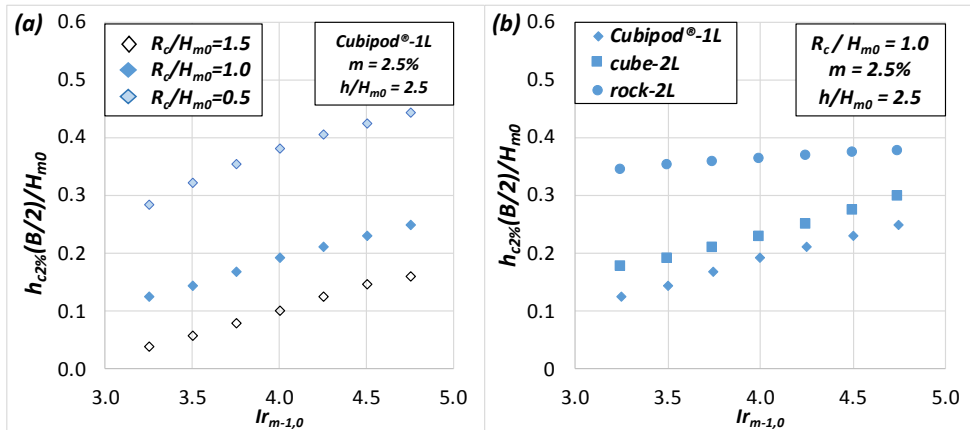 (a)
R_c/H_m0=1.5
R_c/H_m0=1.0
R_c/H_m0=0.5
Cubipod®-1L
m = 2.5%
h/H_m0 = 2.5
h_c2%(B/2)/H_m0
0.6
0.5
0.4
0.3
0.2
0.1
0.0
3.0 3.5 4.0 4.5 5.0
Ir_m-1,0
(b)
Cubipod®-1L
cube-2L
rock-2L
R_c / H_m0 = 1.0
m = 2.5%
h/H_m0 = 2.5
h_c2%(B/2)/H_m0
0.6
0.5
0.4
0.3
0.2
0.1
0.0
3.0 3.5 4.0 4.5 5.0
Ir_m-1,0